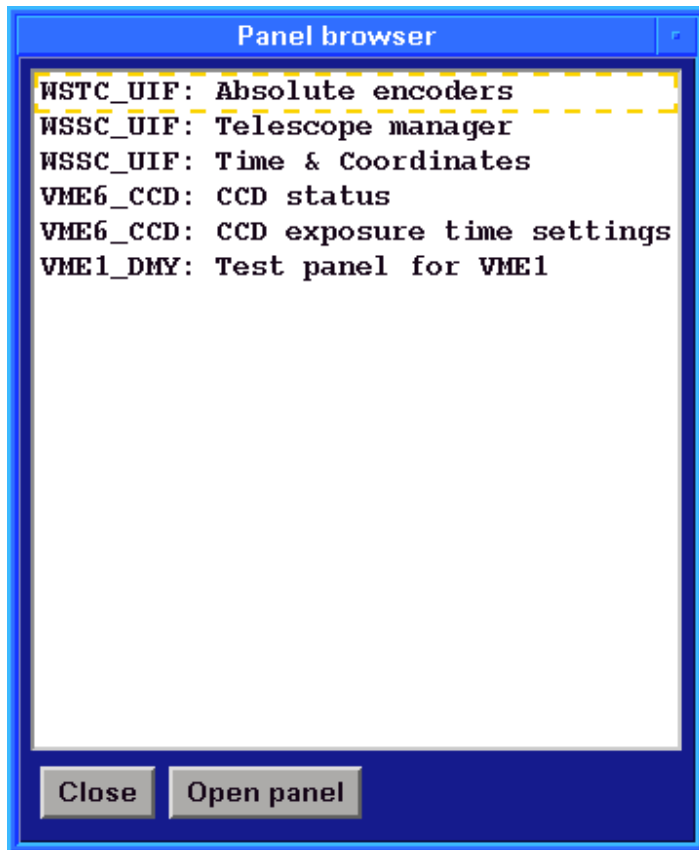 Panel browser
WSTC_UIF: Absolute encoders
WSSC_UIF: Telescope manager
WSSC_UIF: Time & Coordinates
VME6_CCD: CCD status
VME6_CCD: CCD exposure time settings
VME1_DMY: Test panel for VME1
Close Open panel